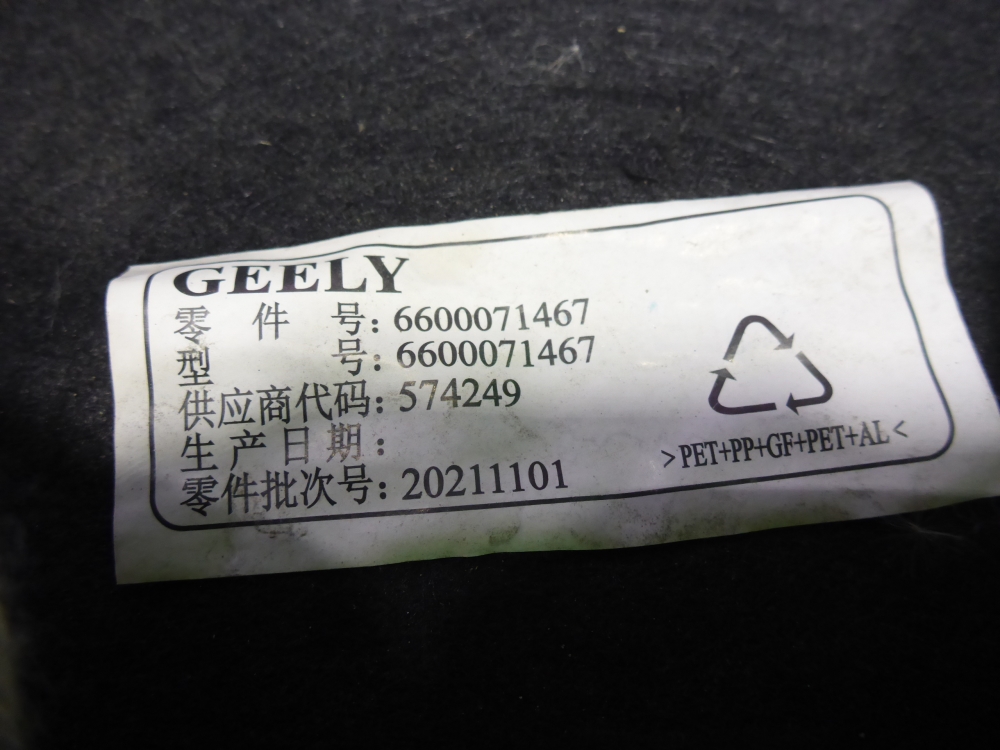 GEELY
零件号：6600071467
型号：6600071467
供应商代码：574249
生产日期：
零件批次号：20211101
>PET+PP+GF+PET+AL<